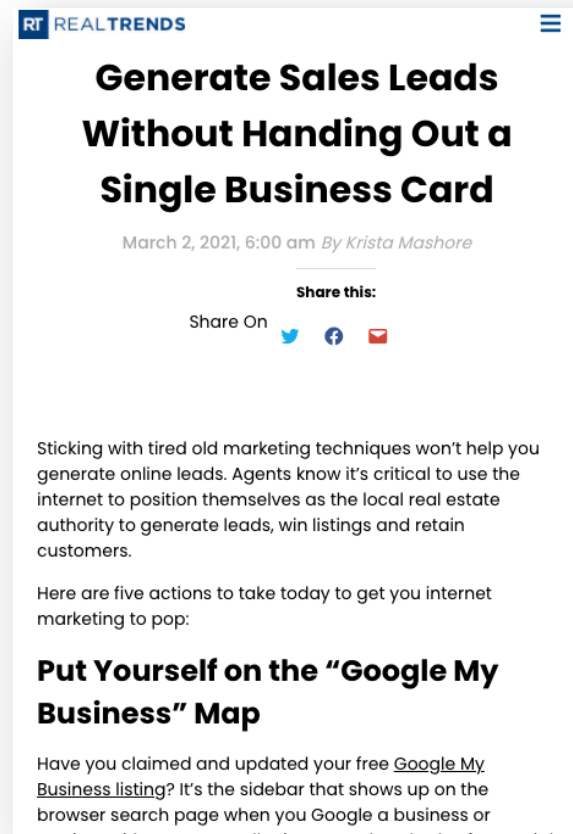 RT REALTRENDS
Generate Sales Leads
Without Handing Out a
Single Business Card
March 2, 2021, 6:00 am By Krista Mashore
Share this:
Share On
Sticking with tired old marketing techniques won’t help you
generate online leads. Agents know it’s critical to use the
internet to position themselves as the local real estate
authority to generate leads, win listings and retain
customers.
Here are five actions to take today to get you internet
marketing to pop:
Put Yourself on the “Google My
Business” Map
Have you claimed and updated your free Google My
Business listing? It’s the sidebar that shows up on the
browser search page when you Google a business or